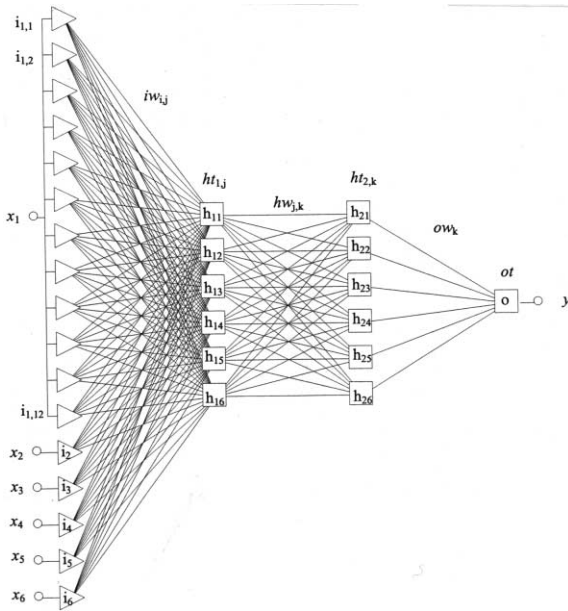 i1,1
i1,2
iwi,j
ht1,j
hwj,k
ht2,k
owk
ot
x1
h11
h12
h13
h14
h15
h16
h21
h22
h23
h24
h25
h26
o
y
i1,12
x2 i2
x3 i3
x4 i4
x5 i5
x6 i6